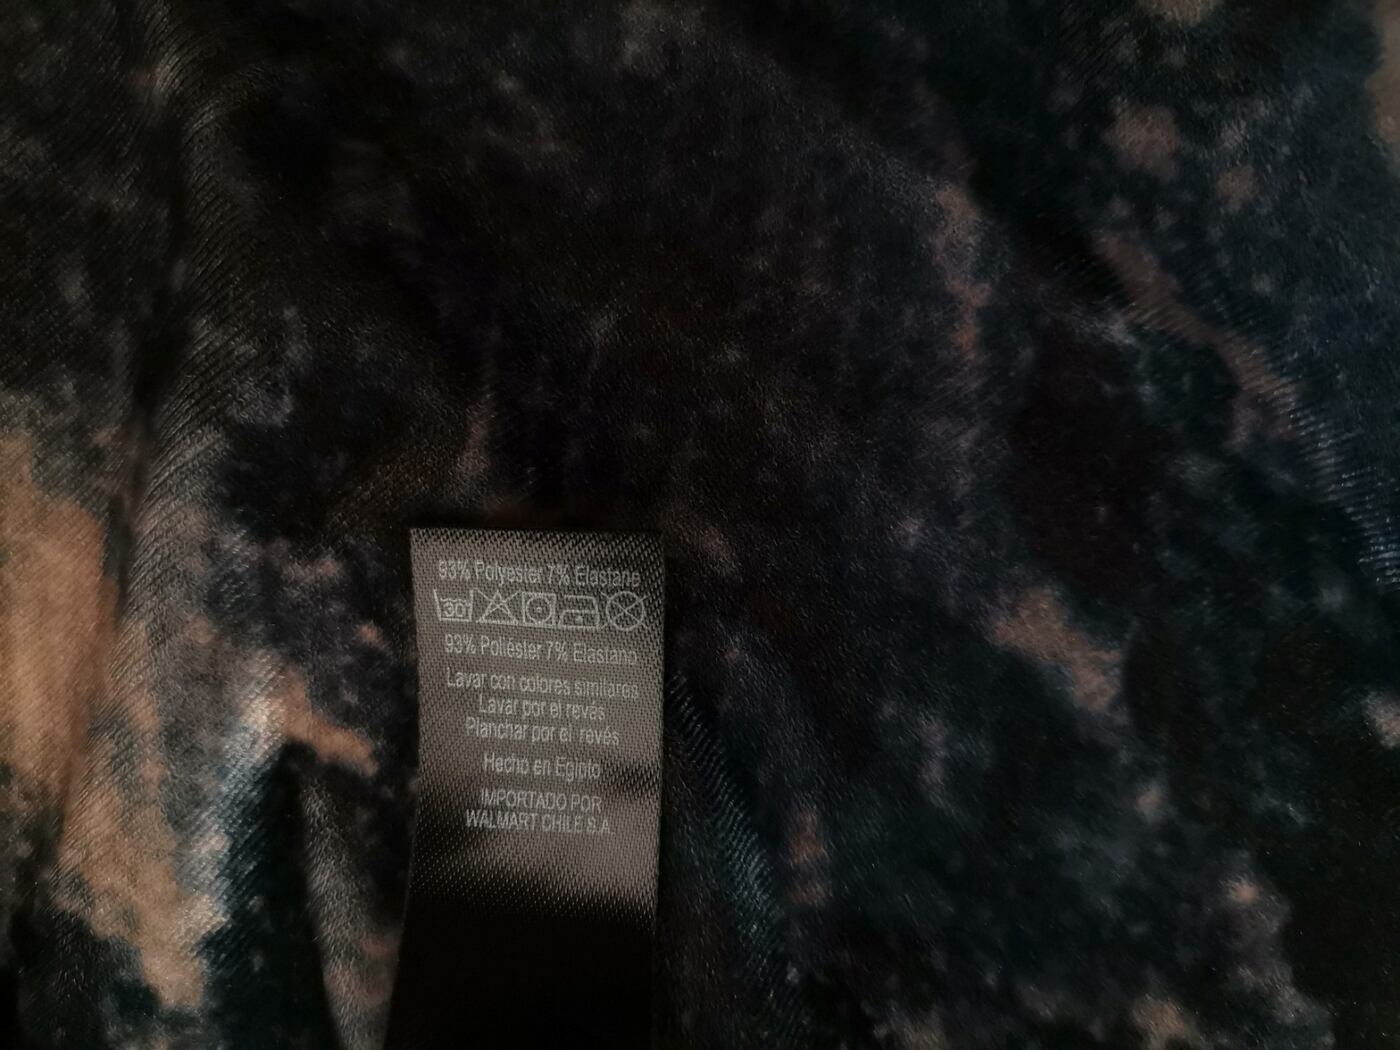 93% Polyester 7% Elastane
30
93% Poliéster 7% Elastano
Lavar con colores similares
Lavar por el revés
Planchar por el revés
Hecho en Egipto
IMPORTADO POR
WALMART CHILE S.A.